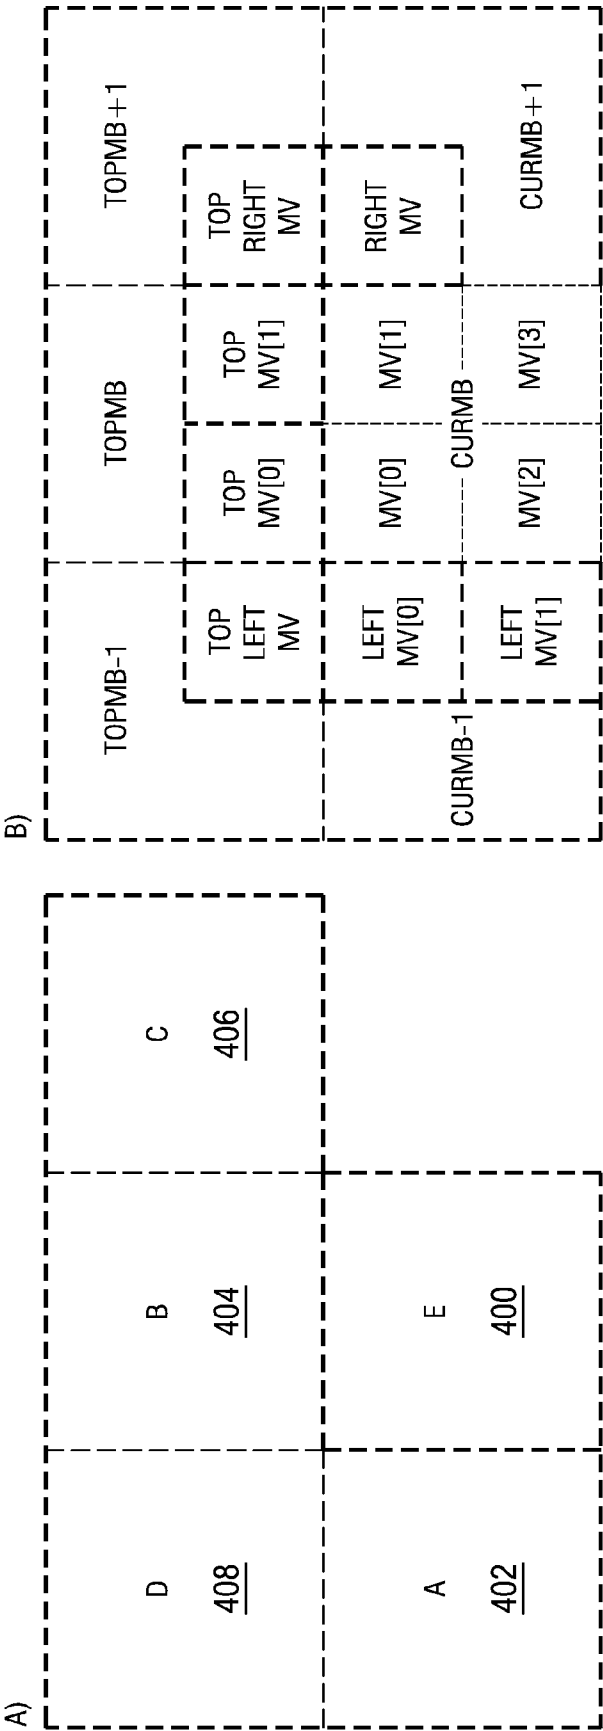 A)
D
408
B
404
C
406
A
402
E
400
B)
TOPMB-1
TOPMB
TOPMB+1
TOP
LEFT
MV
TOP
MV[0]
TOP
MV[1]
TOP
RIGHT
MV
LEFT
MV[0]
MV[0]
MV[1]
RIGHT
MV
CURMB-1
CURMB
CURMB+1
LEFT
MV[1]
MV[2]
MV[3]